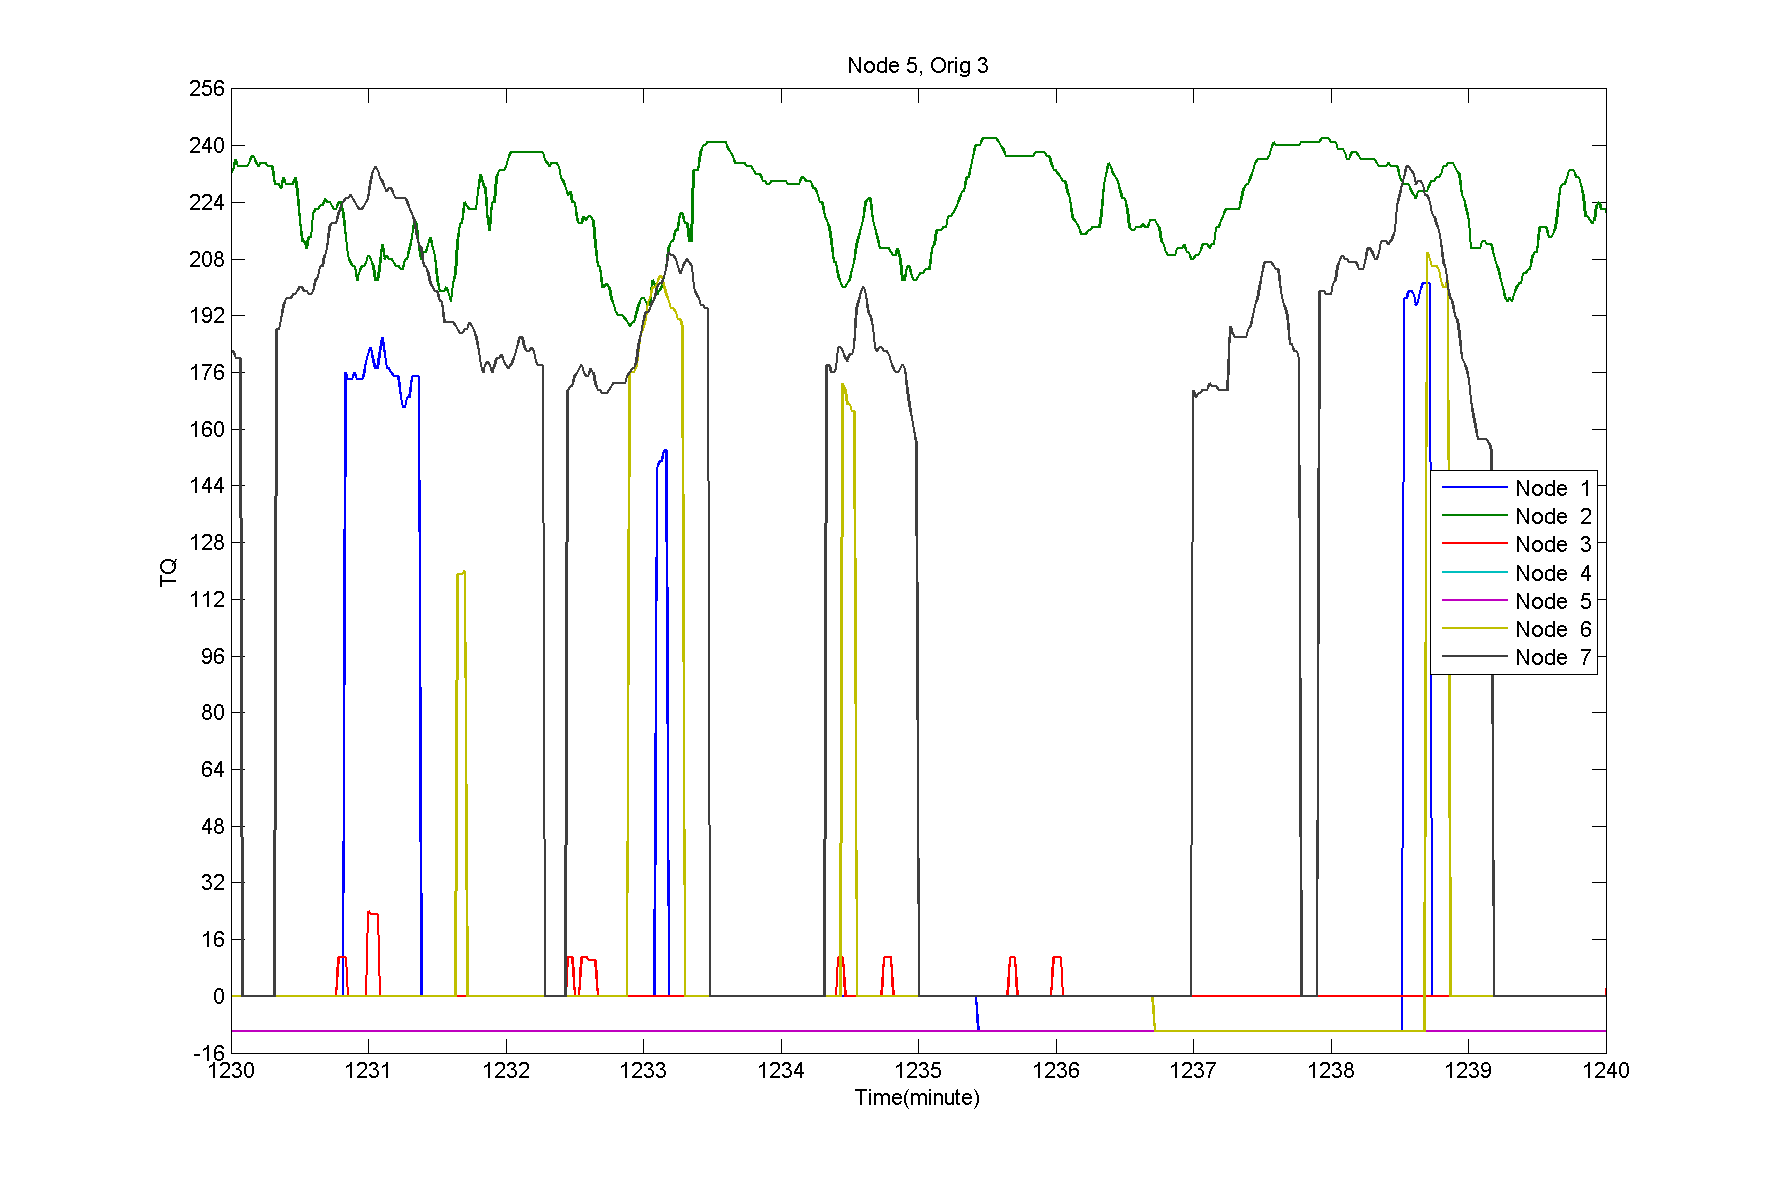 Node 5, Orig 3
256
240
224
208
192
176
160
144
128
112
96
80
64
48
32
16
0
-16
TQ
Node 1
Node 2
Node 3
Node 4
Node 5
Node 6
Node 7
1230 1231 1232 1233 1234 1235 1236 1237 1238 1239 1240
Time(minute)